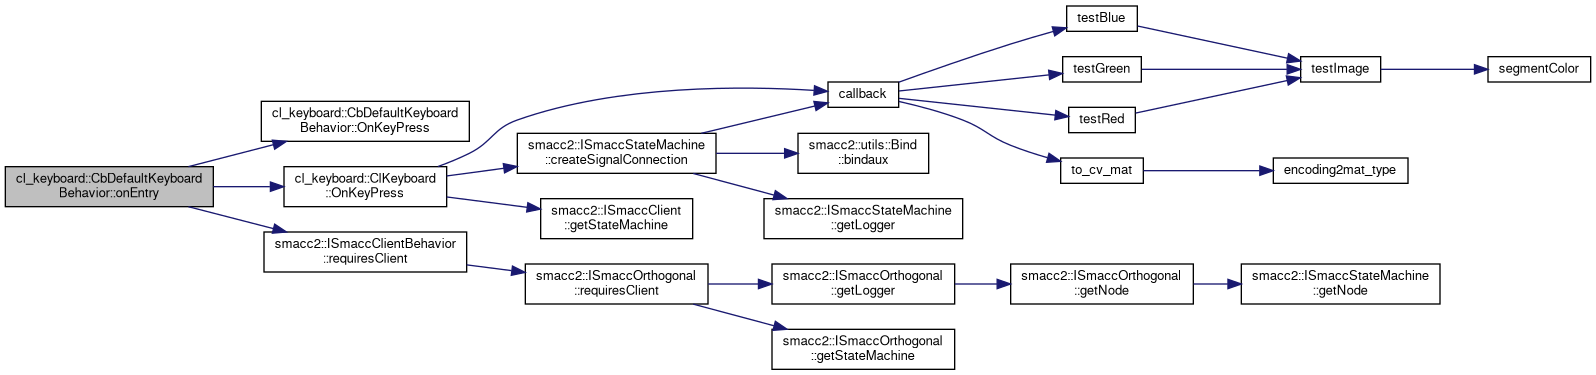 cl_keyboard::CbDefaultKeyboard
Behavior::onEntry
cl_keyboard::CbDefaultKeyboard
Behavior::OnKeyPress
cl_keyboard::ClKeyboard
::OnKeyPress
smacc2::ISmaccClientBehavior
::requiresClient
smacc2::ISmaccStateMachine
::createSignalConnection
smacc2::ISmaccClient
::getStateMachine
smacc2::ISmaccOrthogonal
::requiresClient
callback
smacc2::utils::Bind
::bindaux
smacc2::ISmaccStateMachine
::getLogger
smacc2::ISmaccOrthogonal
::getLogger
smacc2::ISmaccOrthogonal
::getStateMachine
testBlue
testGreen
testRed
to_cv_mat
smacc2::ISmaccOrthogonal
::getNode
testImage
encoding2mat_type
smacc2::ISmaccStateMachine
::getNode
segmentColor